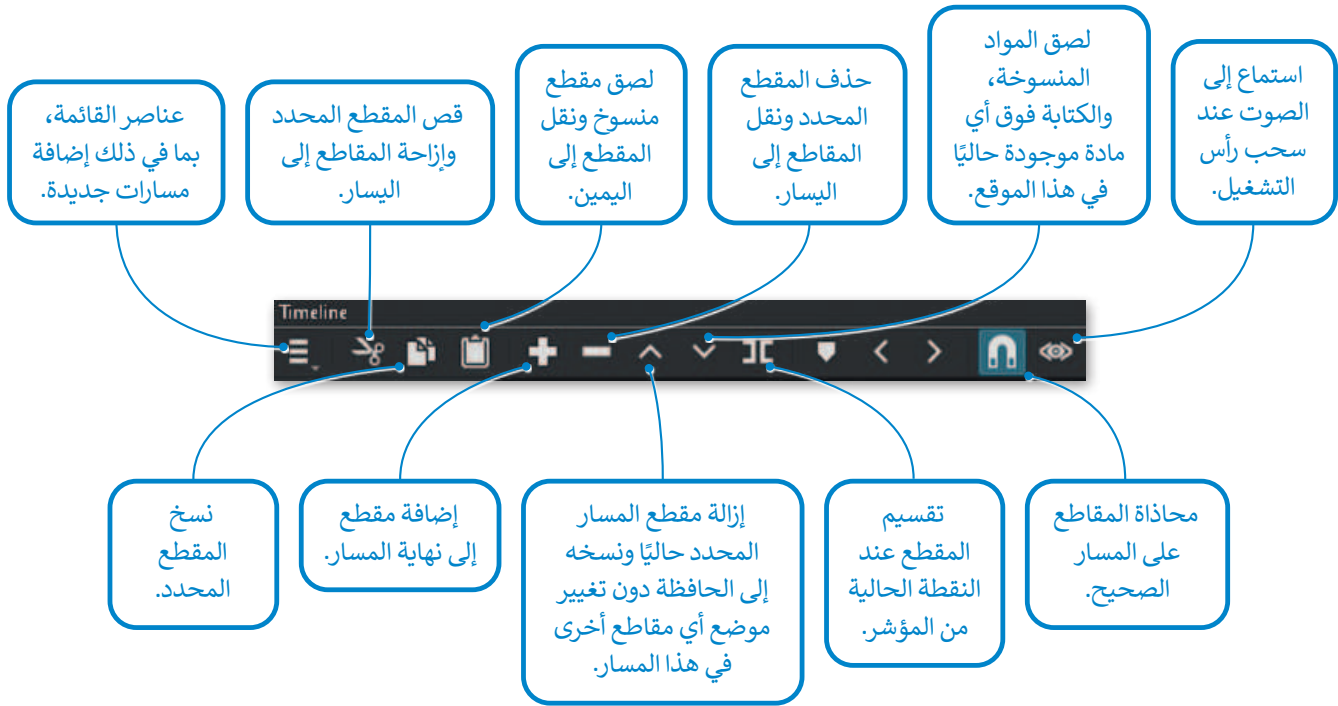 استماع إلى
الصوت عند
سحب رأس
التشغيل.
لصق المواد
المنسوخة،
والكتابة فوق أي
مادة موجودة حاليًا
في هذا الموقع.
حذف المقطع
المحدد ونقل
المقاطع إلى
اليسار.
لصق مقطع
منسوخ ونقل
المقطع إلى
اليمين.
قص المقطع المحدد
وإزاحة المقاطع إلى
اليسار.
عناصر القائمة،
بما في ذلك إضافة
مسارات جديدة.
Timeline
محاذاة المقاطع
على المسار
الصحيح.
تقسيم
المقطع عند
النقطة الحالية
من المؤشر.
إزالة مقطع المسار
المحدد حاليًا ونسخه
إلى الحافظة دون تغيير
موضع أي مقاطع أخرى
في هذا المسار.
إضافة مقطع
إلى نهاية المسار.
نسخ
المقطع
المحدد.